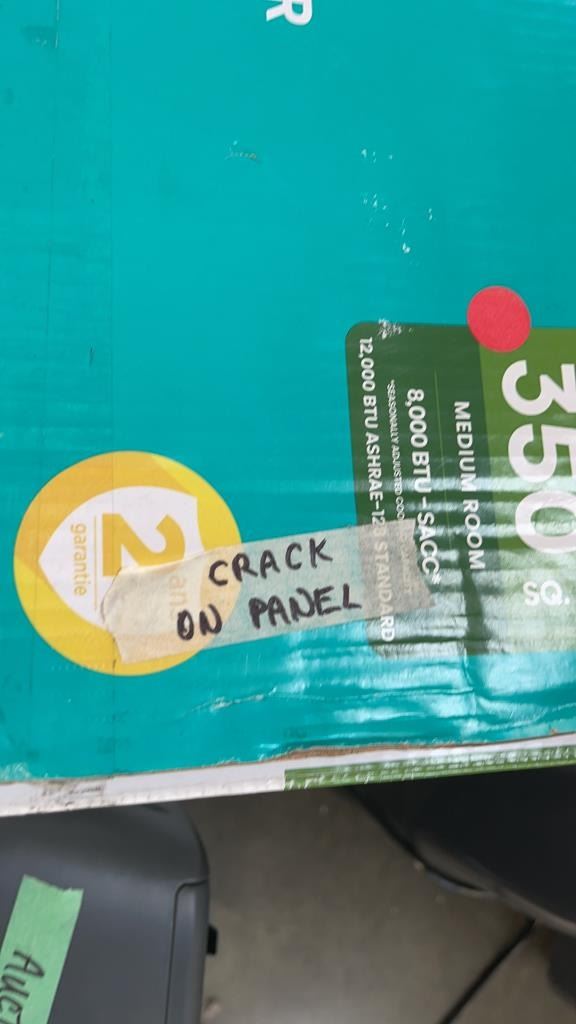 R
350
SQ.
MEDIUM ROOM
8,000 BTU-SACC*
12,000 BTU ASHRAE-128 STANDARD
2
ans
garantie
CRACK
ON PANEL